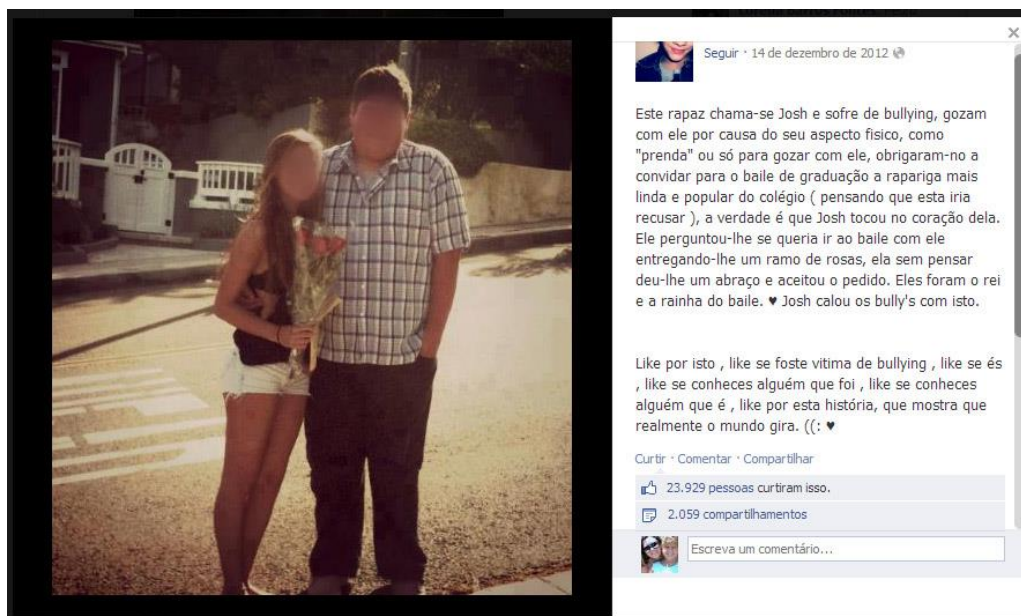 Seguir · 14 de dezembro de 2012
Este rapaz chama-se Josh e sofre de bullying, gozam
com ele por causa do seu aspecto fisico, como
"prenda" ou só para gozar com ele, obrigaram-no a
convidar para o baile de graduação a rapariga mais
linda e popular do colégio ( pensando que esta iria
recusar ), a verdade é que Josh tocou no coração dela.
Ele perguntou-lhe se queria ir ao baile com ele
entregando-lhe um ramo de rosas, ela sem pensar
deu-lhe um abraço e aceitou o pedido. Eles foram o rei
e a rainha do baile. ♥ Josh calou os bully's com isto.
Like por isto , like se foste vitima de bullying , like se és
, like se conheces alguém que foi , like se conheces
alguém que é , like por esta história, que mostra que
realmente o mundo gira. ((: ♥
Curtir · Comentar · Compartilhar
23.929 pessoas curtiram isso.
2.059 compartilhamentos
Escreva um comentário...